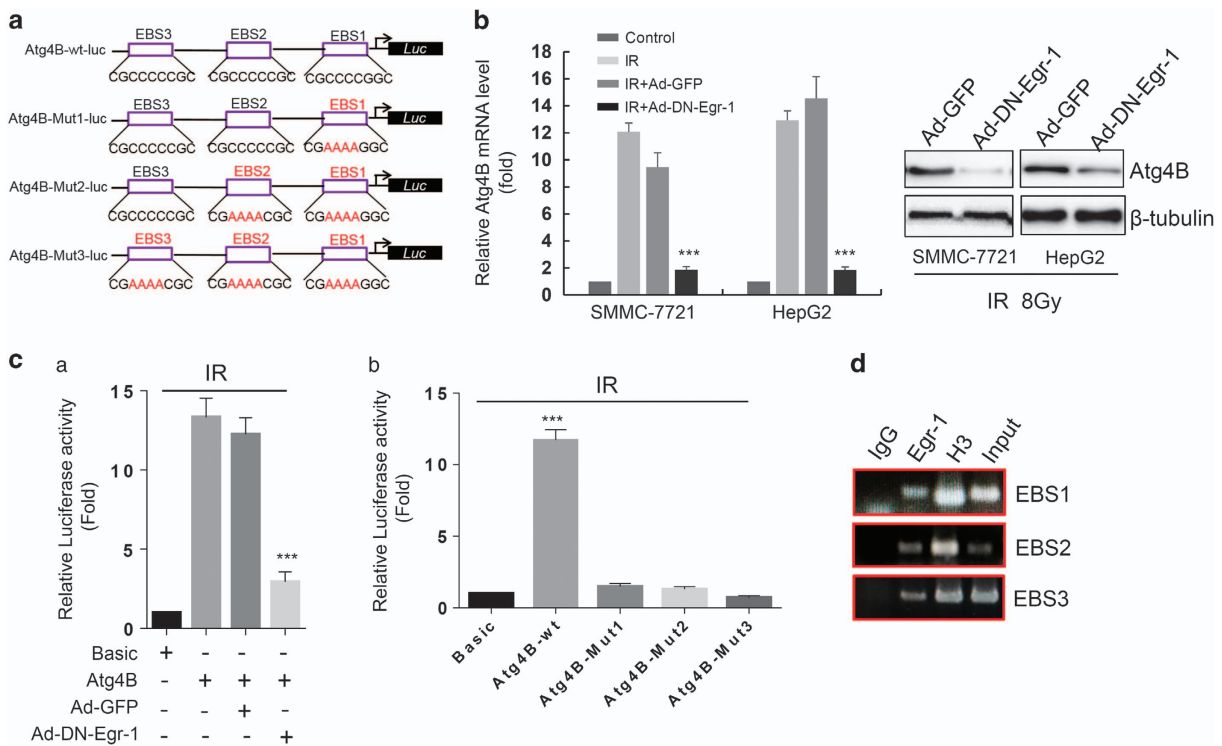 a
EBS3 EBS2 EBS1
Atg4B-wt-luc Luc
CGCCCCCGC CGCCCCCGC CGCCCCGGC
EBS3 EBS2 EBS1
Atg4B-Mut1-luc Luc
CGCCCCCGC CGCCCCCGC CGAAAAGGC
EBS3 EBS2 EBS1
Atg4B-Mut2-luc Luc
CGCCCCCGC CGAAAACGC CGAAAAGGC
EBS3 EBS2 EBS1
Atg4B-Mut3-luc Luc
CGAAAACGC CGAAAACGC CGAAAAGGC
b
Relative Atg4B mRNA level
(fold)
18
16
14
12
10
8
6
4
2
0
Control
IR
IR+Ad-GFP
IR+Ad-DN-Egr-1
*** ***
SMMC-7721 HepG2
Ad-GFP Ad-DN-Egr-1 Ad-GFP Ad-DN-Egr-1
Atg4B
β-tubulin
SMMC-7721 HepG2
IR 8Gy
c
a
IR
Relative Luciferase activity
(Fold)
15
10
5
0
***
Basic + - - -
Atg4B - + + +
Ad-GFP - - + -
Ad-DN-Egr-1 - - - +
b
IR
Relative Luciferase activity
(Fold)
15
10
5
0
***
Basic Atg4B-wt Atg4B-Mut1 Atg4B-Mut2 Atg4B-Mut3
d
IgG Egr-1 H3 Input
EBS1
EBS2
EBS3